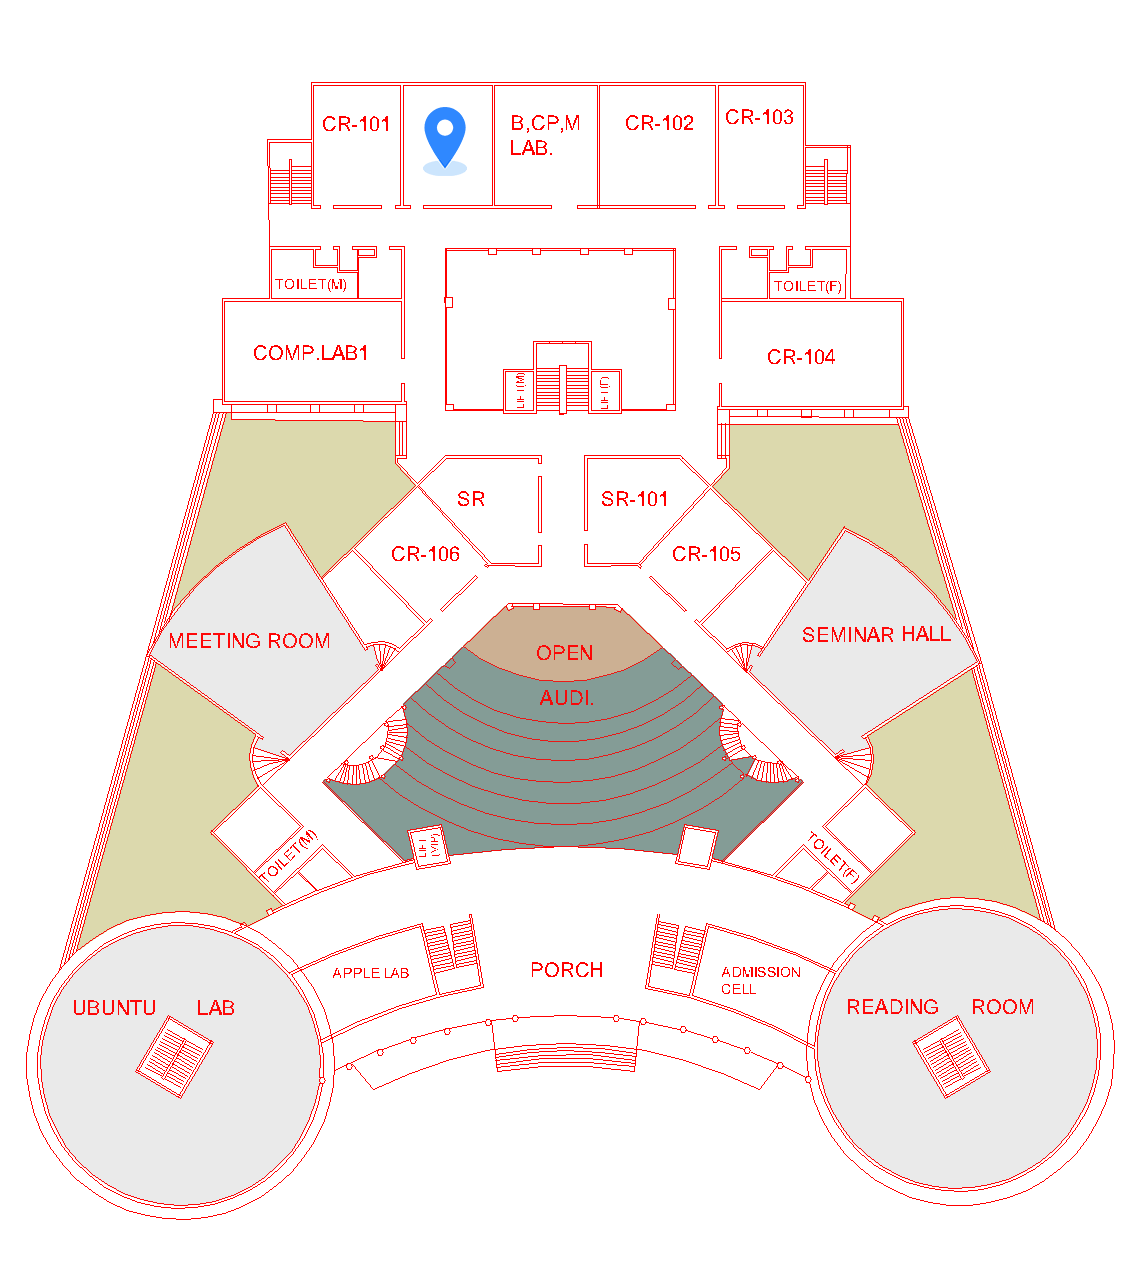 CR-101
B,CP,M
LAB.
CR-102
CR-103
TOILET(M)
TOILET(F)
COMP.LAB1
LIFT(M)
LIFT(F)
CR-104
SR
SR-101
CR-106
CR-105
MEETING ROOM
OPEN
SEMINAR HALL
AUDI.
TOILET(M)
LIFT
(VIP)
TOILET(F)
APPLE LAB
PORCH
ADMISSION
CELL
UBUNTU LAB
READING ROOM